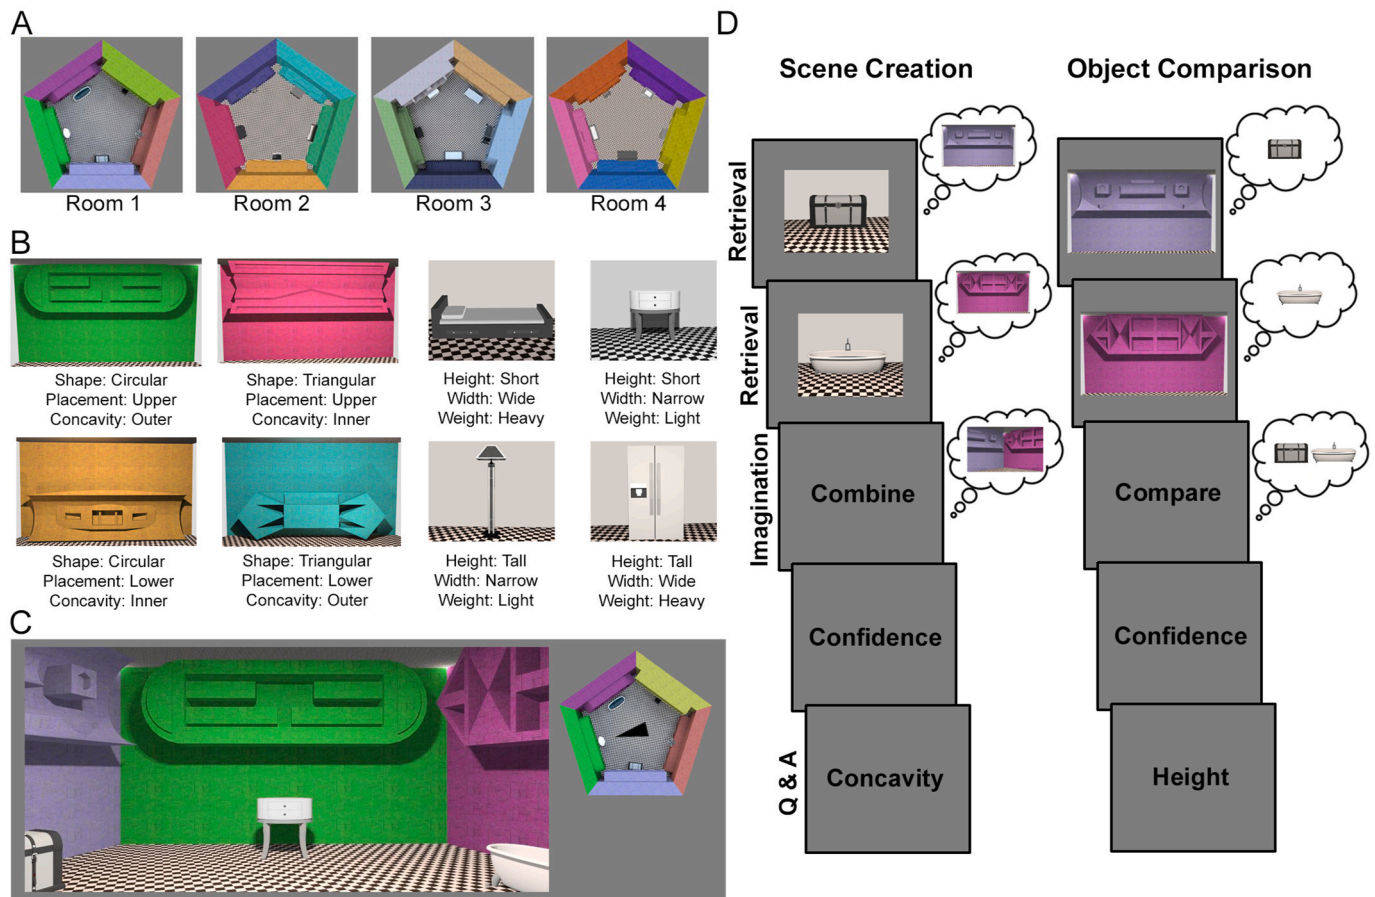 A
Room 1
Room 2
Room 3
Room 4
B
Shape: Circular
Placement: Upper
Concavity: Outer
Shape: Triangular
Placement: Upper
Concavity: Inner
Height: Short
Width: Wide
Weight: Heavy
Height: Short
Width: Narrow
Weight: Light
Shape: Circular
Placement: Lower
Concavity: Inner
Shape: Triangular
Placement: Lower
Concavity: Outer
Height: Tall
Width: Narrow
Weight: Light
Height: Tall
Width: Wide
Weight: Heavy
C
D
Scene Creation
Object Comparison
Retrieval
Retrieval
Imagination
Combine
Compare
Confidence
Confidence
Q & A
Concavity
Height